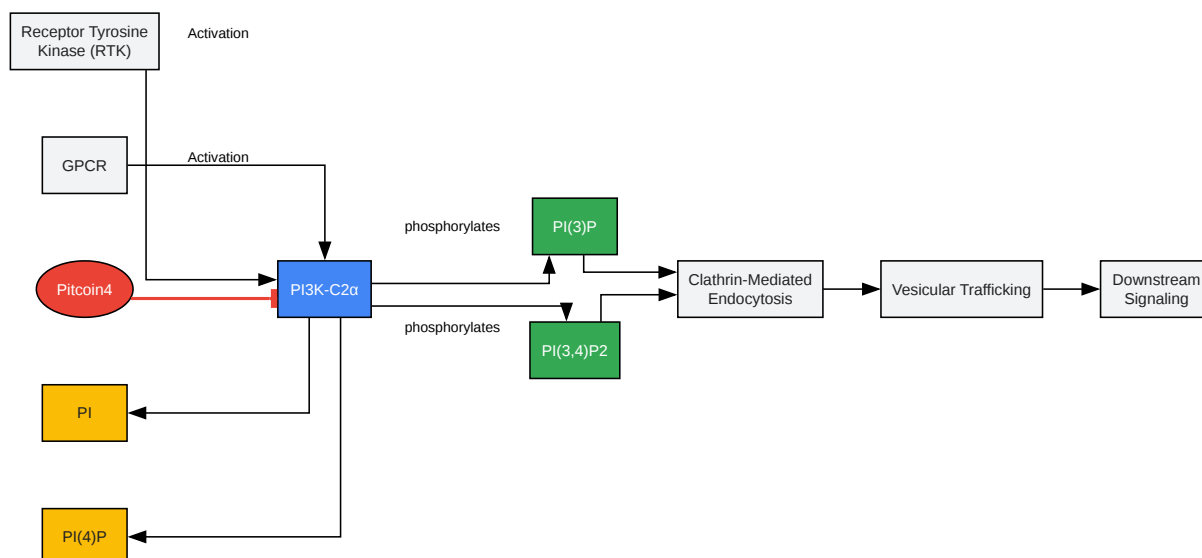 Receptor Tyrosine
Kinase (RTK)
Activation
GPCR
Activation
phosphorylates
PI(3)P
Pitcoin4
PI3K-C2α
Clathrin-Mediated
Endocytosis
Vesicular Trafficking
Downstream
Signaling
phosphorylates
PI(3,4)P2
PI
PI(4)P